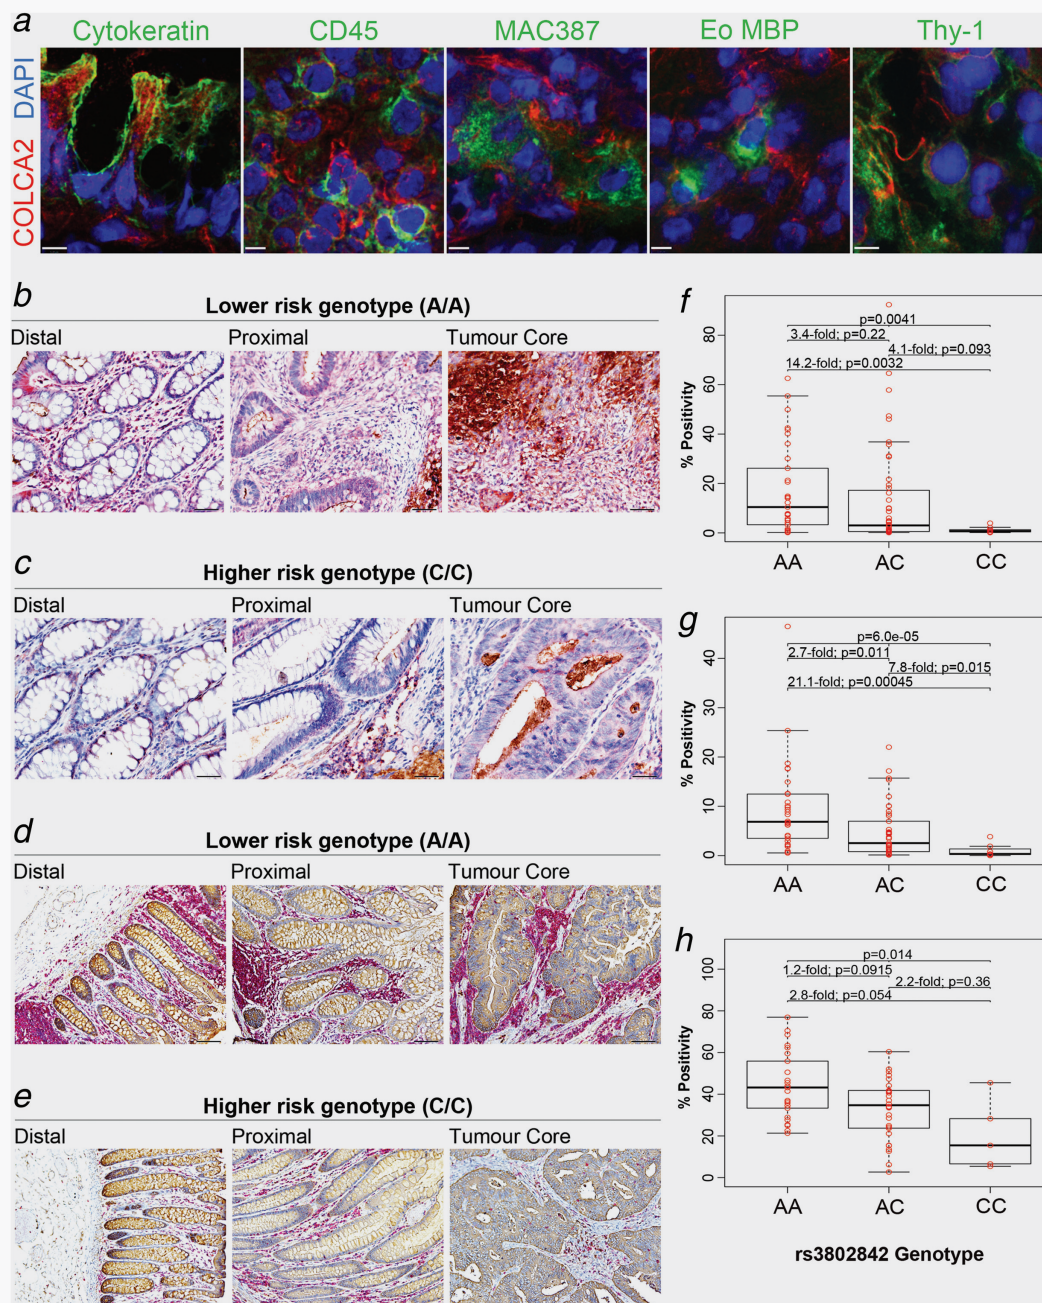 a
Cytokeratin CD45 MAC387 Eo MBP Thy-1
COLCA2 DAPI
b
Lower risk genotype (A/A)
Distal Proximal Tumour Core
c
Higher risk genotype (C/C)
Distal Proximal Tumour Core
d
Lower risk genotype (A/A)
Distal Proximal Tumour Core
e
Higher risk genotype (C/C)
Distal Proximal Tumour Core
f
% Positivity
80
60
40
20
0
p=0.0041
3.4-fold; p=0.22
4.1-fold; p=0.093
14.2-fold; p=0.0032
AA AC CC
g
% Positivity
40
30
20
10
0
p=6.0e-05
2.7-fold; p=0.011
7.8-fold; p=0.015
21.1-fold; p=0.00045
AA AC CC
h
% Positivity
100
80
60
40
20
0
p=0.014
1.2-fold; p=0.0915
2.2-fold; p=0.36
2.8-fold; p=0.054
AA AC CC
rs3802842 Genotype